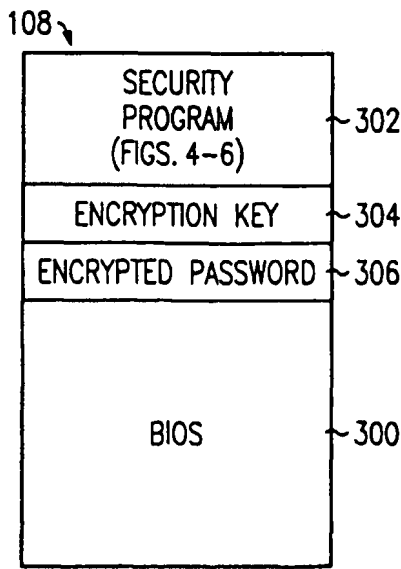 108
SECURITY
PROGRAM
(FIGS. 4-6)
302
ENCRYPTION KEY
304
ENCRYPTED PASSWORD
306
BIOS
300